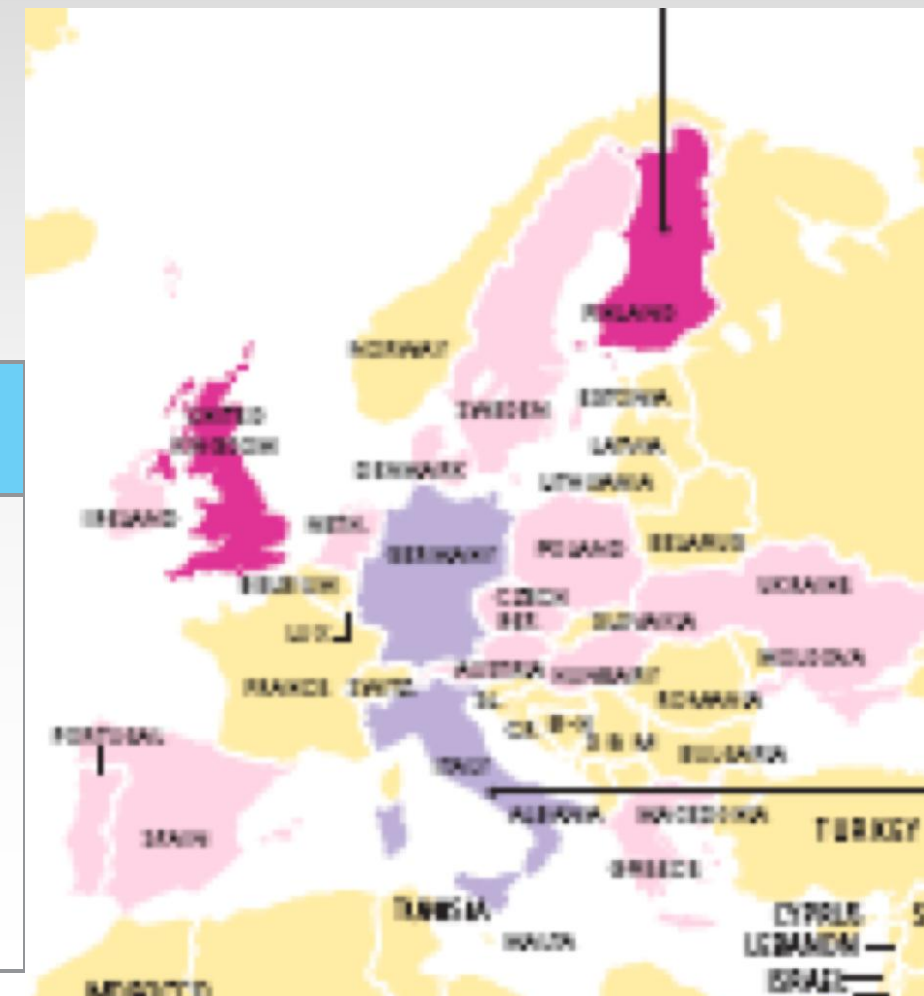 FINLAND
NORWAY
SWEDEN
ESTONIA
UNITED
KINGDOM
LATVIA
DENMARK
LITHUANIA
IRELAND
NETH.
GERMANY
POLAND
BELARUS
BELGIUM
UKRAINE
CZECH
REP.
SLOVAKIA
LUX.
MOLDOVA
AUSTRIA
HUNGARY
FRANCE
SWITZ.
SL.
ROMANIA
CR.
B-H
PORTUGAL
BULGARIA
ITALY
ALBANIA
MACEDONIA
TURKEY
SPAIN
GREECE
TUNISIA
CYPRUS
MALTA
LEBANON
ISRAEL
MOROCCO